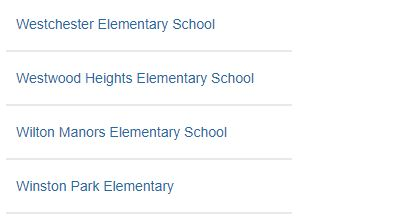 Westchester Elementary School
Westwood Heights Elementary School
Wilton Manors Elementary School
Winston Park Elementary